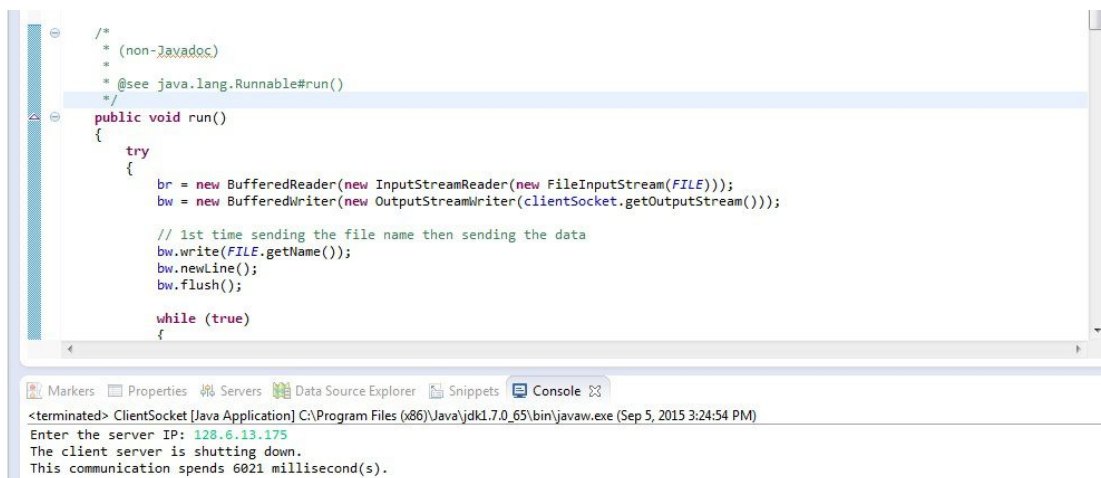 /*
* (non-Javadoc)
*
* @see java.lang.Runnable#run()
*/
public void run()
{
try
{
br = new BufferedReader(new InputStreamReader(new FileInputStream(FILE)));
bw = new BufferedWriter(new OutputStreamWriter(clientSocket.getOutputStream()));
// 1st time sending the file name then sending the data
bw.write(FILE.getName());
bw.newLine();
bw.flush();
while (true)
{
Markers Properties Servers Data Source Explorer Snippets Console
<terminated> ClientSocket [Java Application] C:\Program Files (x86)\Java\jdk1.7.0_65\bin\javaw.exe (Sep 5, 2015 3:24:54 PM)
Enter the server IP: 128.6.13.175
The client server is shutting down.
This communication spends 6021 millisecond(s).